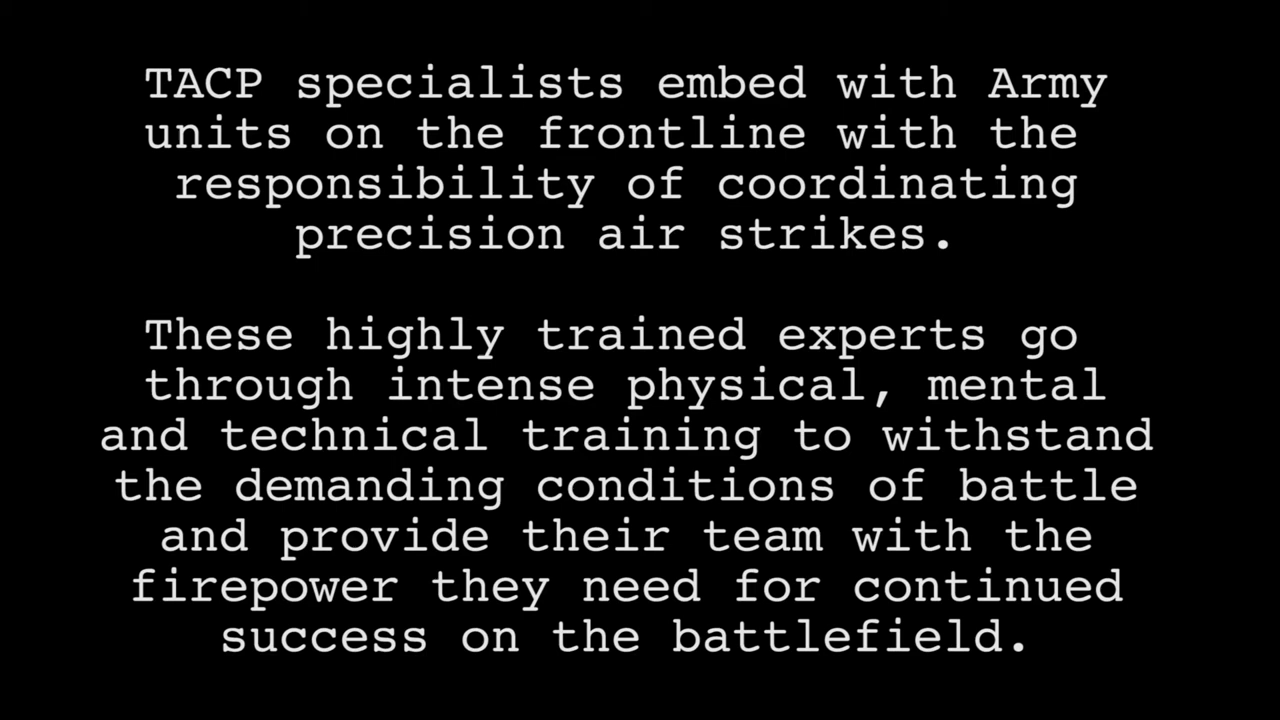 TACP specialists embed with Army
units on the frontline with the
responsibility of coordinating
precision air strikes.
These highly trained experts go
through intense physical, mental
and technical training to withstand
the demanding conditions of battle
and provide their team with the
firepower they need for continued
success on the battlefield.